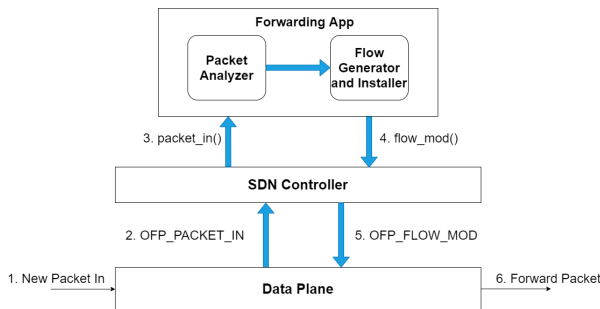 Forwarding App
Packet
Analyzer
Flow
Generator
and Installer
3. packet_in()
4. flow_mod()
SDN Controller
2. OFP_PACKET_IN
5. OFP_FLOW_MOD
1. New Packet In
Data Plane
6. Forward Packet